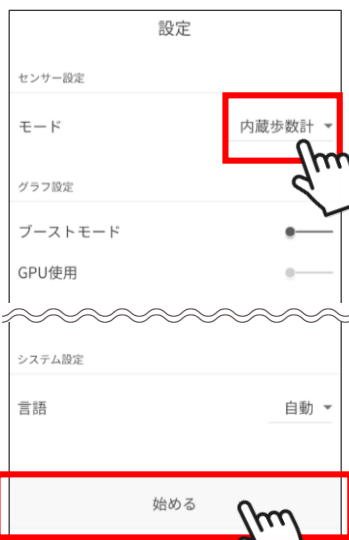 設定
センサー設定
モード
内蔵歩数計
グラフ設定
ブーストモード
GPU使用
システム設定
言語
自動
始める